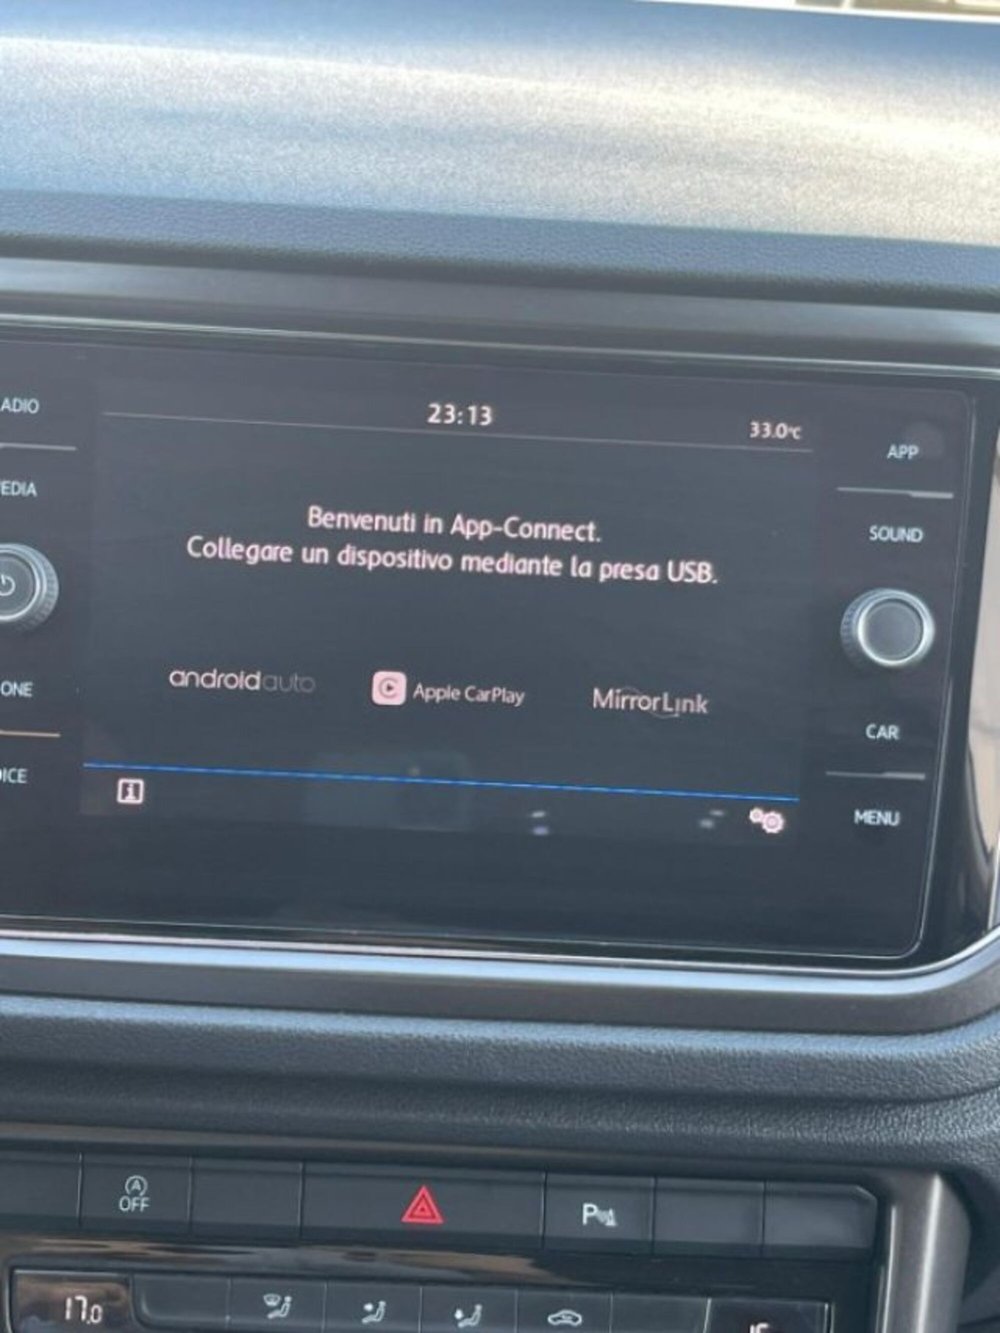 23:13
33.0°C
Benvenuti in App-Connect.
Collegare un dispositivo mediante la presa USB.
androidauto
Apple CarPlay
MirrorLink
i
ADIO
EDIA
ONE
ICE
APP
SOUND
CAR
MENU
A
OFF
P
17.0